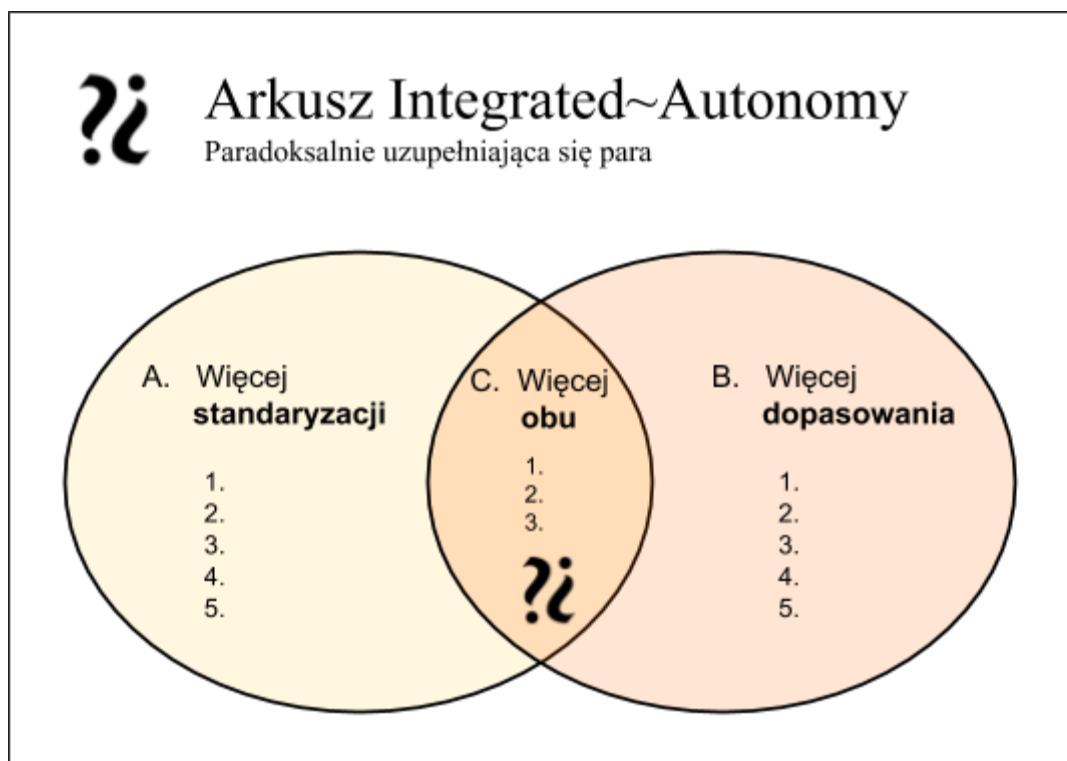 ?¿
Arkusz Integrated~Autonomy
Paradoksalnie uzupełniająca się para
A. Więcej
standaryzacji
1.
2.
3.
4.
5.
C. Więcej
obu
1.
2.
3.
?¿
B. Więcej
dopasowania
1.
2.
3.
4.
5.